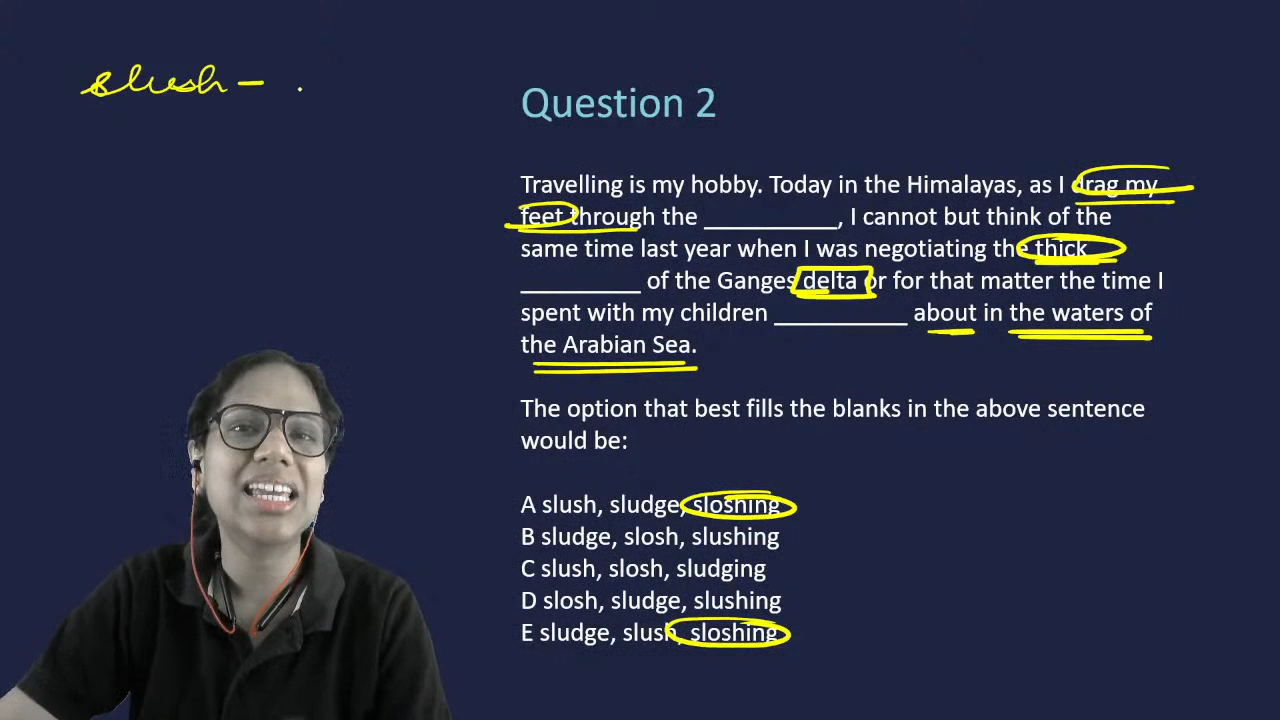 slush -
Question 2
Travelling is my hobby. Today in the Himalayas, as I drag my
feet through the __________, I cannot but think of the
same time last year when I was negotiating the thick
_________ of the Ganges delta or for that matter the time I
spent with my children __________ about in the waters of
the Arabian Sea.
The option that best fills the blanks in the above sentence
would be:
A slush, sludge, sloshing
B sludge, slosh, slushing
C slush, slosh, sludging
D slosh, sludge, slushing
E sludge, slush, sloshing